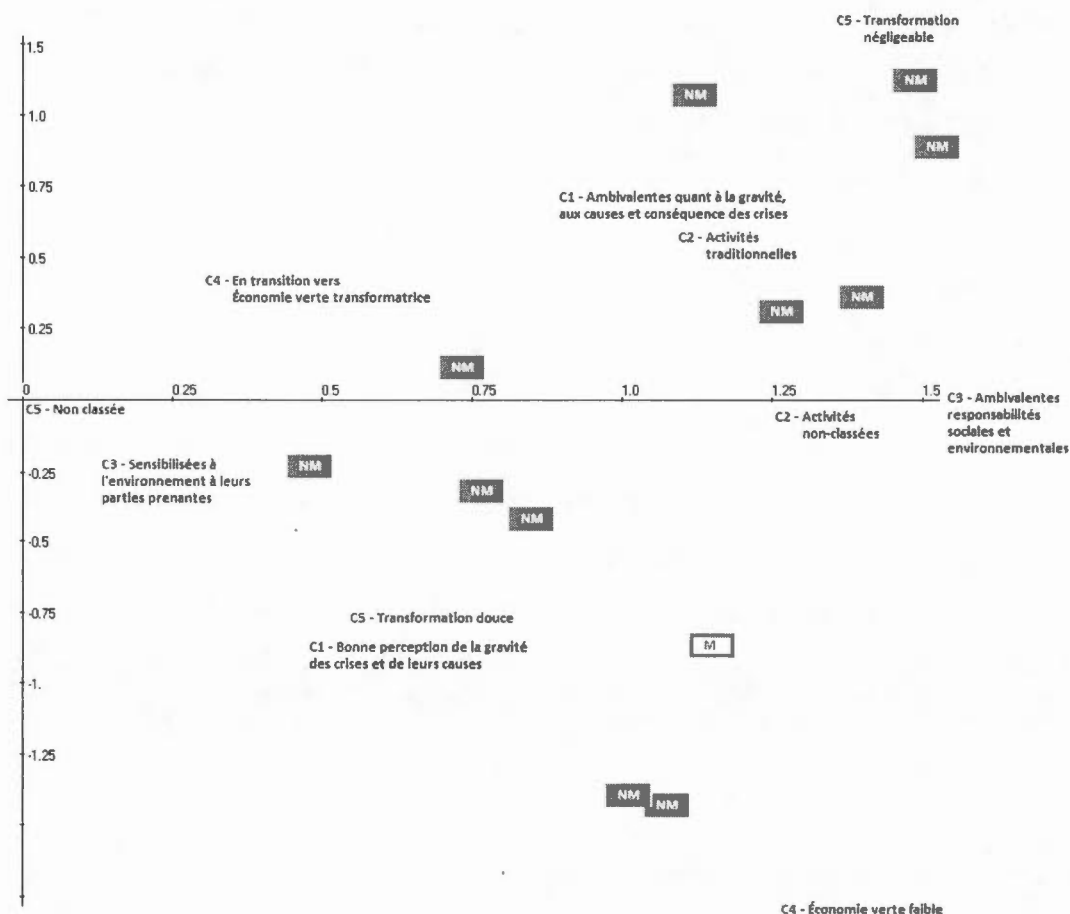 C5 - Transformation
négligeable
1.5
NM
NM
1.0
NM
0.75
C1 - Ambivalentes quant à la gravité,
aux causes et conséquence des crises
C2 - Activités
traditionnelles
0.5
C4 - En transition vers
Économie verte transformatrice
NM
NM
0.25
NM
0
0.25
0.5
0.75
1.0
1.25
1.5
C5 - Non classée
C2 - Activités
non-classées
C3 - Ambivalentes
responsabilités
sociales et
environnementales
C3 - Sensibilisées à
l'environnement à leurs
parties prenantes
-0.25
NM
NM
NM
-0.5
-0.75
C5 - Transformation douce
M
C1 - Bonne perception de la gravité
des crises et de leurs causes
-1.
-1.25
NM
NM
C4 - Économie verte faible